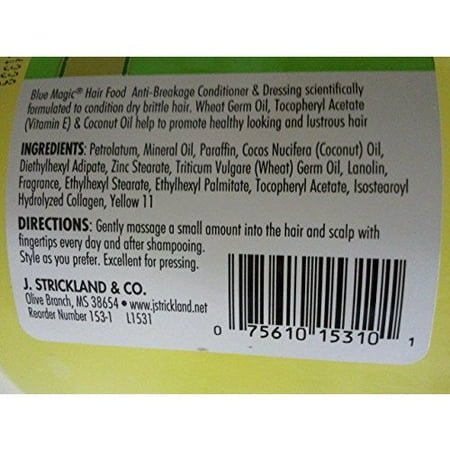 Blue Magic® Hair Food Anti-Breakage Conditioner & Dressing scientifically
formulated to condition dry brittle hair. Wheat Germ Oil, Tocopheryl Acetate
(Vitamin E) & Coconut Oil help to promote healthy looking and lustrous hair
INGREDIENTS: Petrolatum, Mineral Oil, Paraffin, Cocos Nucifera (Coconut) Oil,
Diethylhexyl Adipate, Zinc Stearate, Triticum Vulgare (Wheat) Germ Oil, Lanolin,
Fragrance, Ethylhexyl Stearate, Ethylhexyl Palmitate, Tocopheryl Acetate, Isostearoyl
Hydrolyzed Collagen, Yellow 11
DIRECTIONS: Gently massage a small amount into the hair and scalp with
fingertips every day and after shampooing.
Style as you prefer. Excellent for pressing.
J. STRICKLAND & CO.
Olive Branch, MS 38654 • www.jstrickland.net
Reorder Number 153-1 L1531
0 75610 15310 1